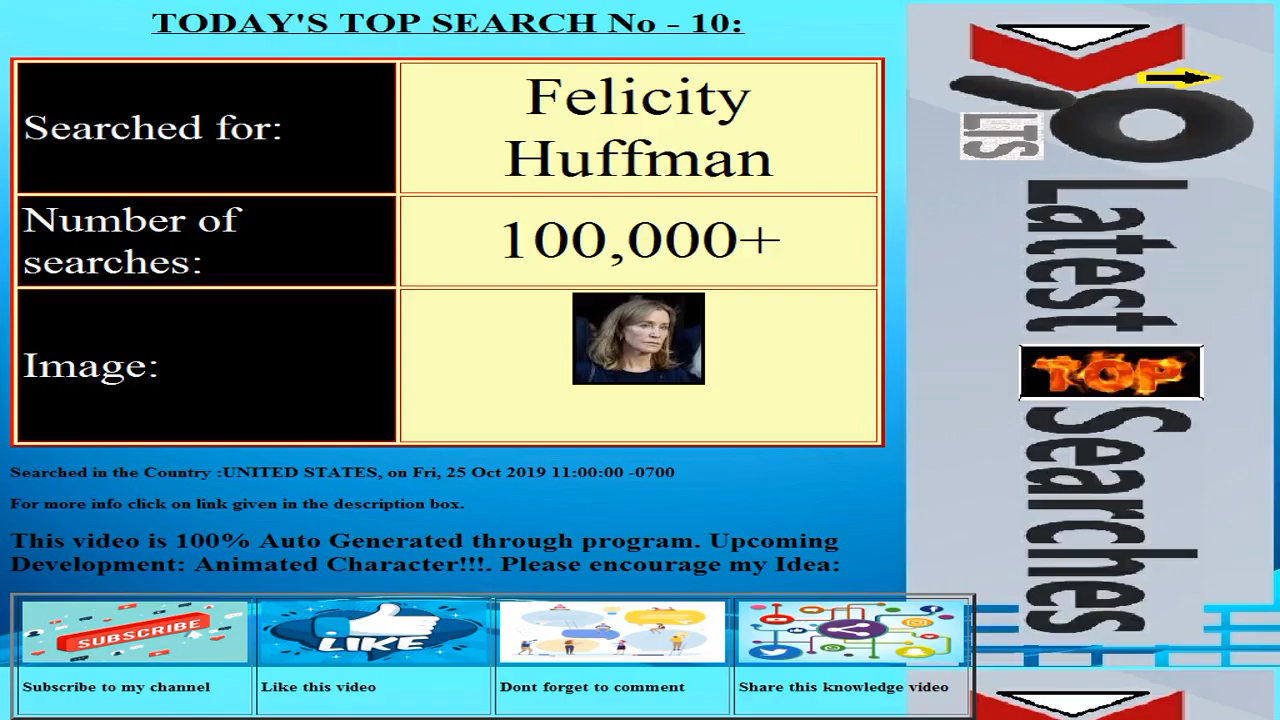 TODAY'S TOP SEARCH No - 10:
Searched for:
Felicity
Huffman
Number of
searches:
100,000+
Image:
Searched in the Country :UNITED STATES, on Fri, 25 Oct 2019 11:00:00 -0700
For more info click on link given in the description box.
This video is 100% Auto Generated through program. Upcoming
Development: Animated Character!!!. Please encourage my Idea:
SUBSCRIBE
LIKE
Subscribe to my channel
Like this video
Dont forget to comment
Share this knowledge video
LTS
Latest
TOP
Searches